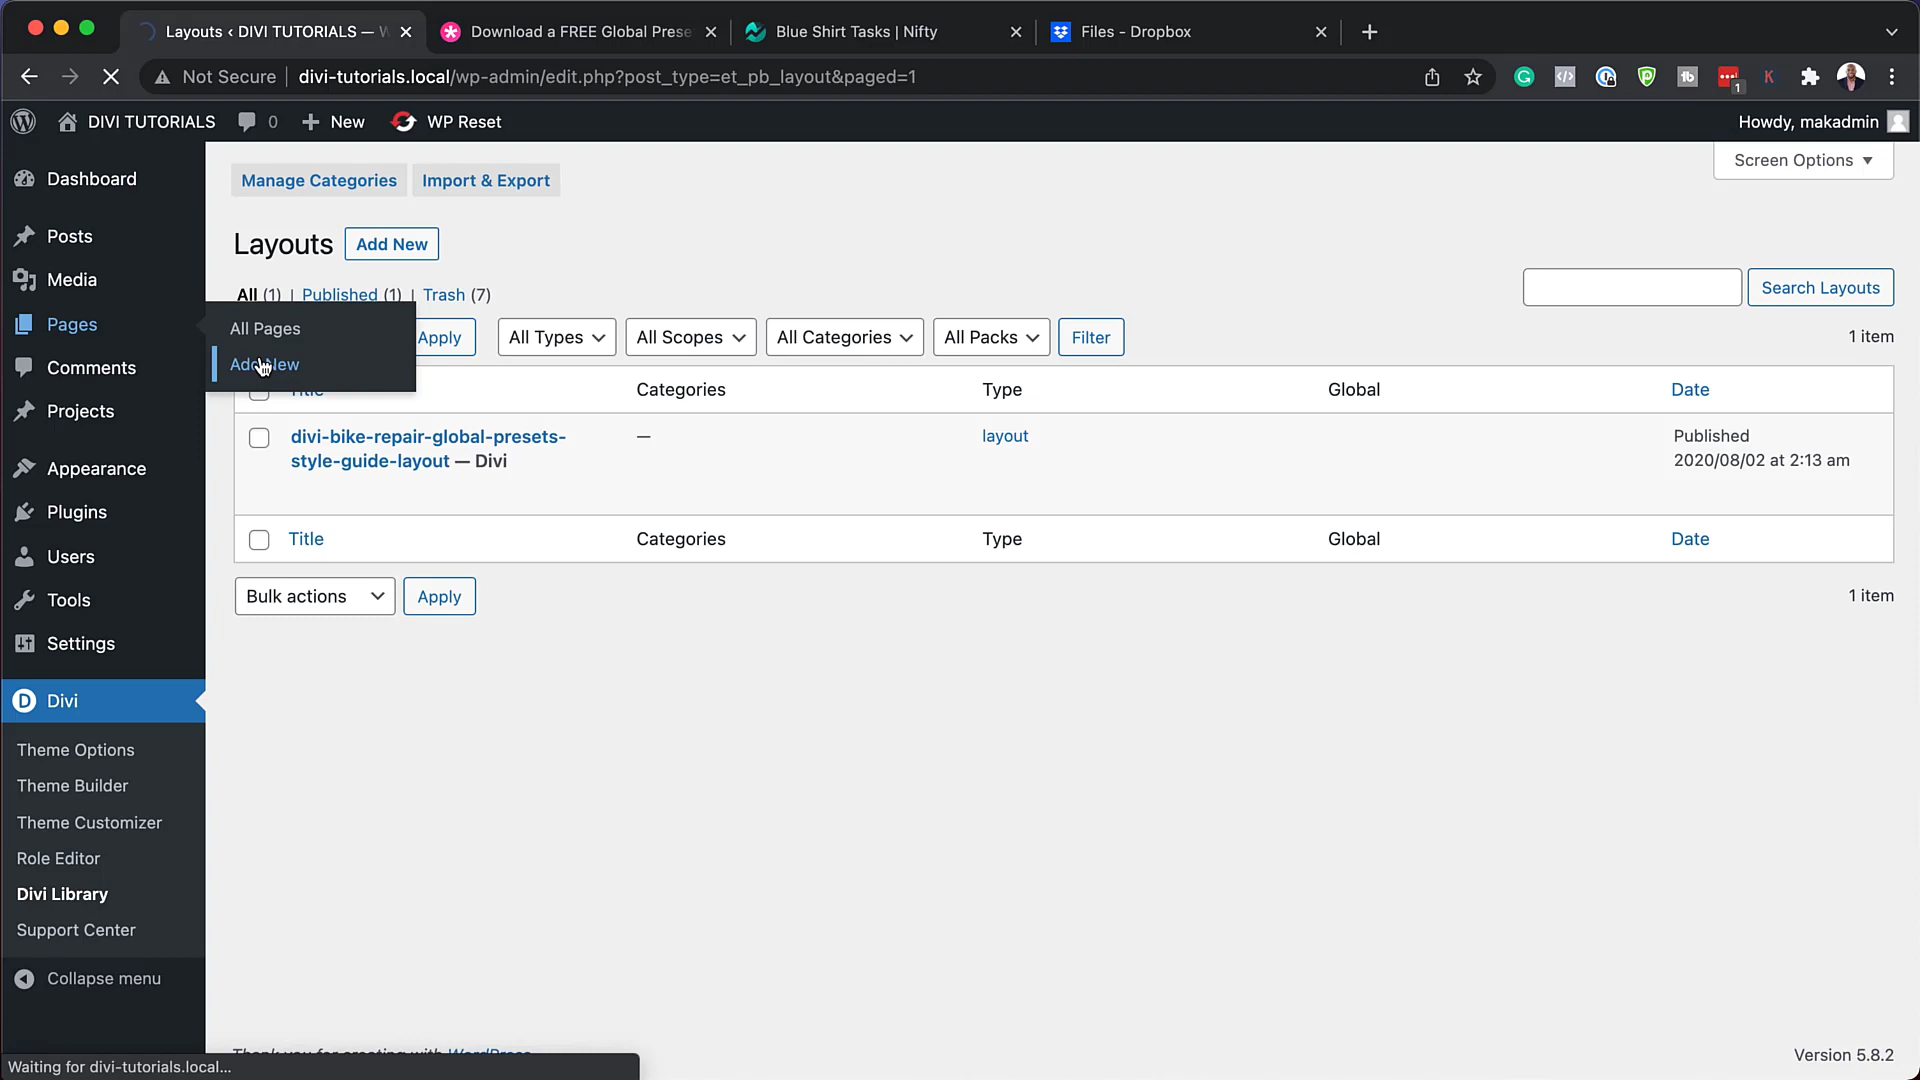 Layouts ‹ DIVI TUTORIALS — W
Download a FREE Global Prese
Blue Shirt Tasks | Nifty
Files - Dropbox
Not Secure
divi-tutorials.local/wp-admin/edit.php?post_type=et_pb_layout&paged=1
1
DIVI TUTORIALS
0
New
WP Reset
Howdy, makadmin
Dashboard
Posts
Media
Pages
Comments
Projects
Appearance
Plugins
Users
Tools
Settings
Divi
Theme Options
Theme Builder
Theme Customizer
Role Editor
Divi Library
Support Center
Collapse menu
All Pages
Add New
Manage Categories
Import & Export
Screen Options
Layouts
Add New
All (1) | Published (1) | Trash (7)
Search Layouts
Apply
All Types
All Scopes
All Categories
All Packs
Filter
1 item
Title
Categories
Type
Global
Date
divi-bike-repair-global-presets-
style-guide-layout — Divi
—
layout
Published
2020/08/02 at 2:13 am
Title
Categories
Type
Global
Date
Bulk actions
Apply
1 item
Thank you for creating with WordPress
Version 5.8.2
Waiting for divi-tutorials.local...